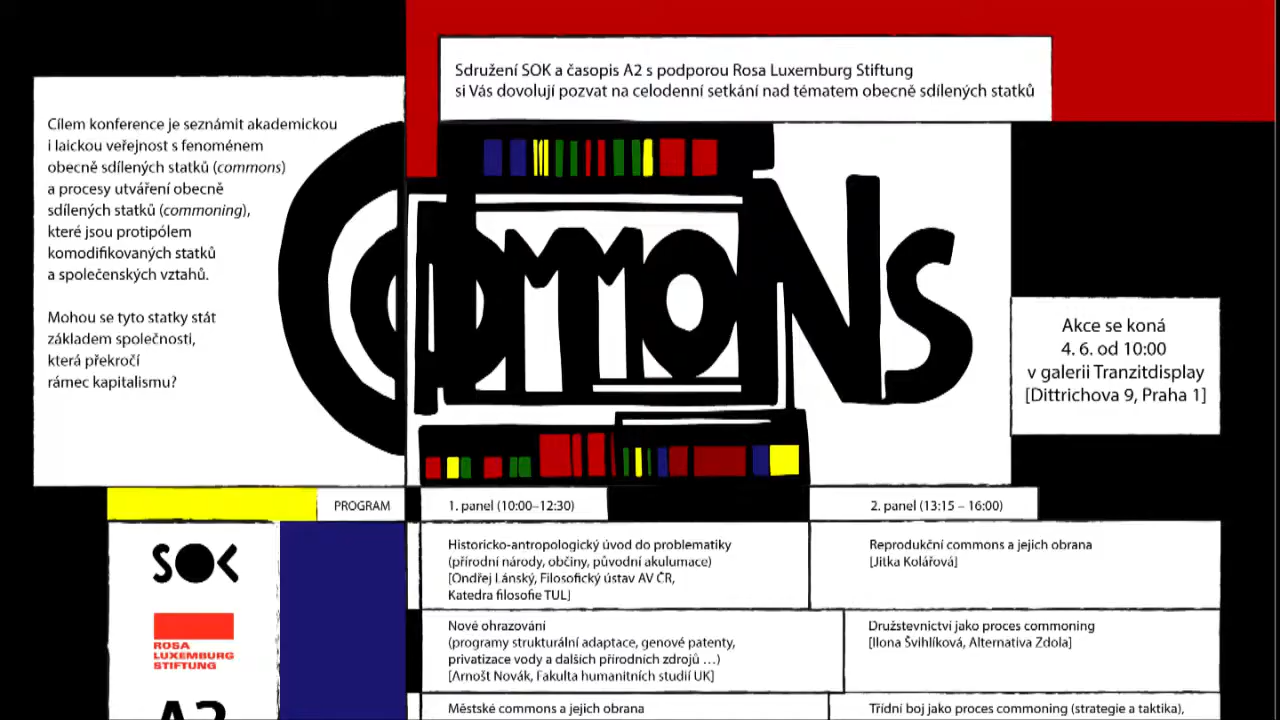 Sdružení SOK a časopis A2 s podporou Rosa Luxemburg Stiftung
si Vás dovolují pozvat na celodenní setkání nad tématem obecně sdílených statků
Cílem konference je seznámit akademickou
i laickou veřejnost s fenoménem
obecně sdílených statků (commons)
a procesy utváření obecně
sdílených statků (commoning),
které jsou protipólem
komodifikovaných statků
a společenských vztahů.
Mohou se tyto statky stát
základem společnosti,
která překročí
rámec kapitalismu?
COMMONS
Akce se koná
4. 6. od 10:00
v galerii Tranzitdisplay
[Dittrichova 9, Praha 1]
PROGRAM
1. panel (10:00–12:30)
2. panel (13:15 – 16:00)
SOK
ROSA
LUXEMBURG
STIFTUNG
A2
Historicko-antropologický úvod do problematiky
(přírodní národy, občiny, původní akulumace)
[Ondřej Lánský, Filosofický ústav AV ČR,
Katedra filosofie TUL]
Reprodukční commons a jejich obrana
[Jitka Kolářová]
Nové ohrazování
(programy strukturální adaptace, genové patenty,
privatizace vody a dalších přírodních zdrojů …)
[Arnošt Novák, Fakulta humanitních studií UK]
Družstevnictví jako proces commoning
[Ilona Švihlíková, Alternativa Zdola]
Městské commons a jejich obrana
Třídní boj jako proces commoning (strategie a taktika),